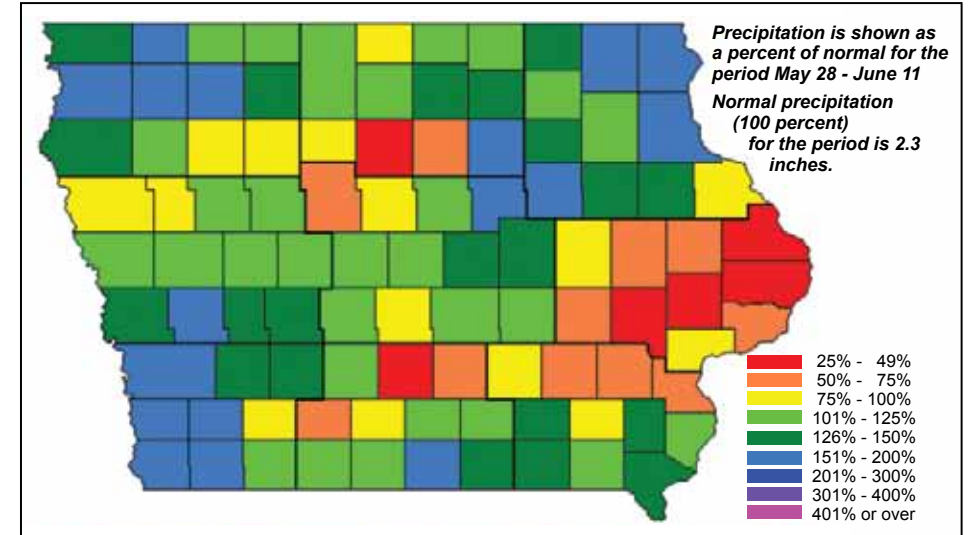 Precipitation is shown as
a percent of normal for the
period May 28 - June 11
Normal precipitation
(100 percent)
for the period is 2.3
inches.
25% - 49%
50% - 75%
75% - 100%
101% - 125%
126% - 150%
151% - 200%
201% - 300%
301% - 400%
401% or over